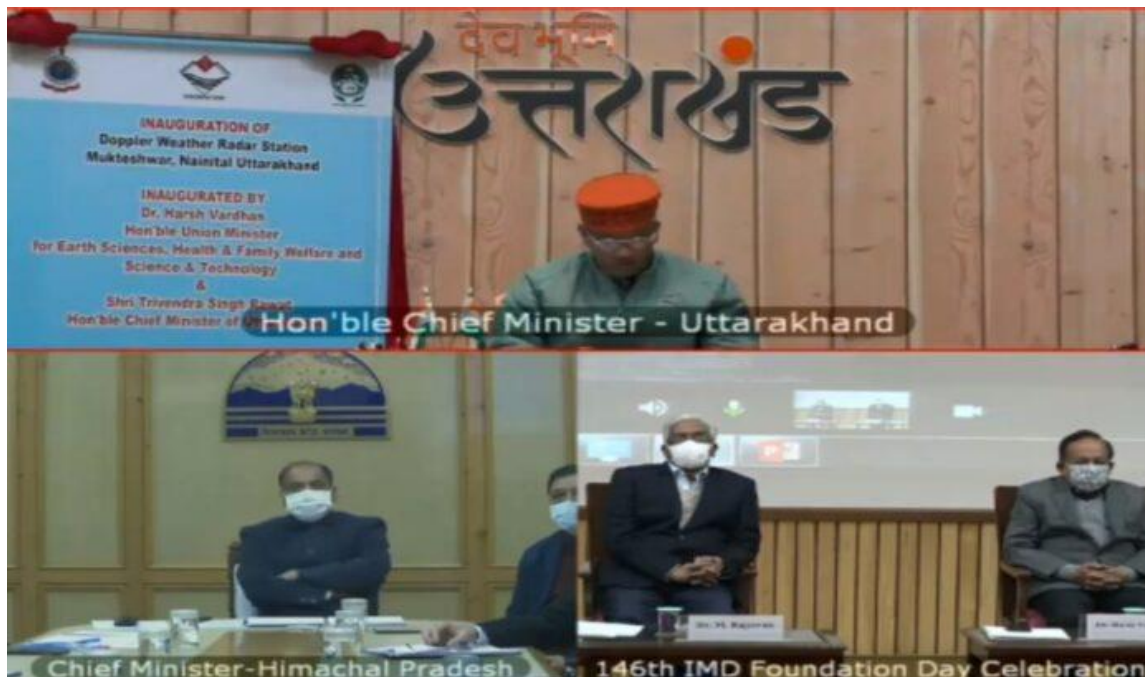 देव भूमि
उत्तराखंड
INAUGURATION OF
Doppler Weather Radar Station
Mukteshwar, Nainital Uttarakhand
INAUGURATED BY
Dr. Harsh Vardhan
Hon'ble Union Minister
for Earth Sciences, Health & Family Welfare and
Science & Technology
&
Shri Trivendra Singh Rawat
Hon'ble Chief Minister of
Hon'ble Chief Minister - Uttarakhand
Chief Minister-Himachal Pradesh
Dr. M. Rajeevan
146th IMD Foundation Day Celebration